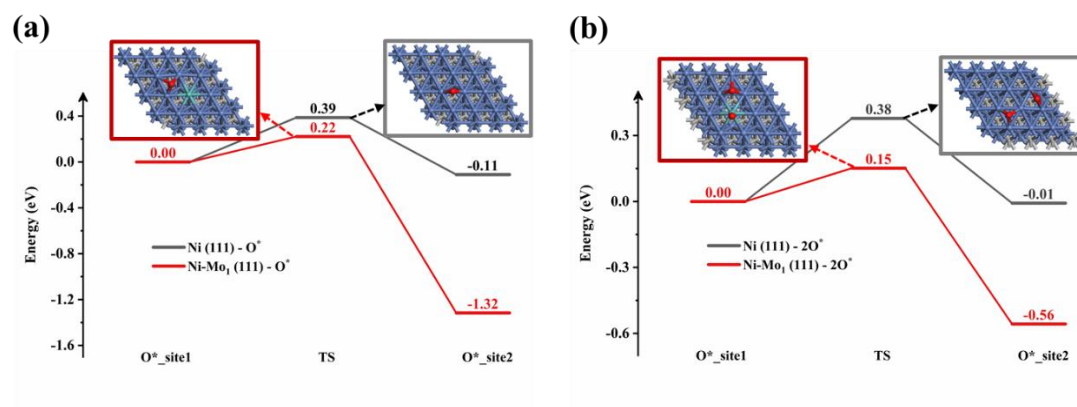 (a)
0.4
0.0
-0.4
-0.8
-1.2
-1.6
Energy (eV)
0.00
0.39
0.22
-0.11
-1.32
Ni (111) - O*
Ni-Mo₁ (111) - O*
O*_site1 TS O*_site2
(b)
0.3
0.0
-0.3
-0.6
Energy (eV)
0.00
0.38
0.15
-0.01
-0.56
Ni (111) - 2O*
Ni-Mo₁ (111) - 2O*
O*_site1 TS O*_site2